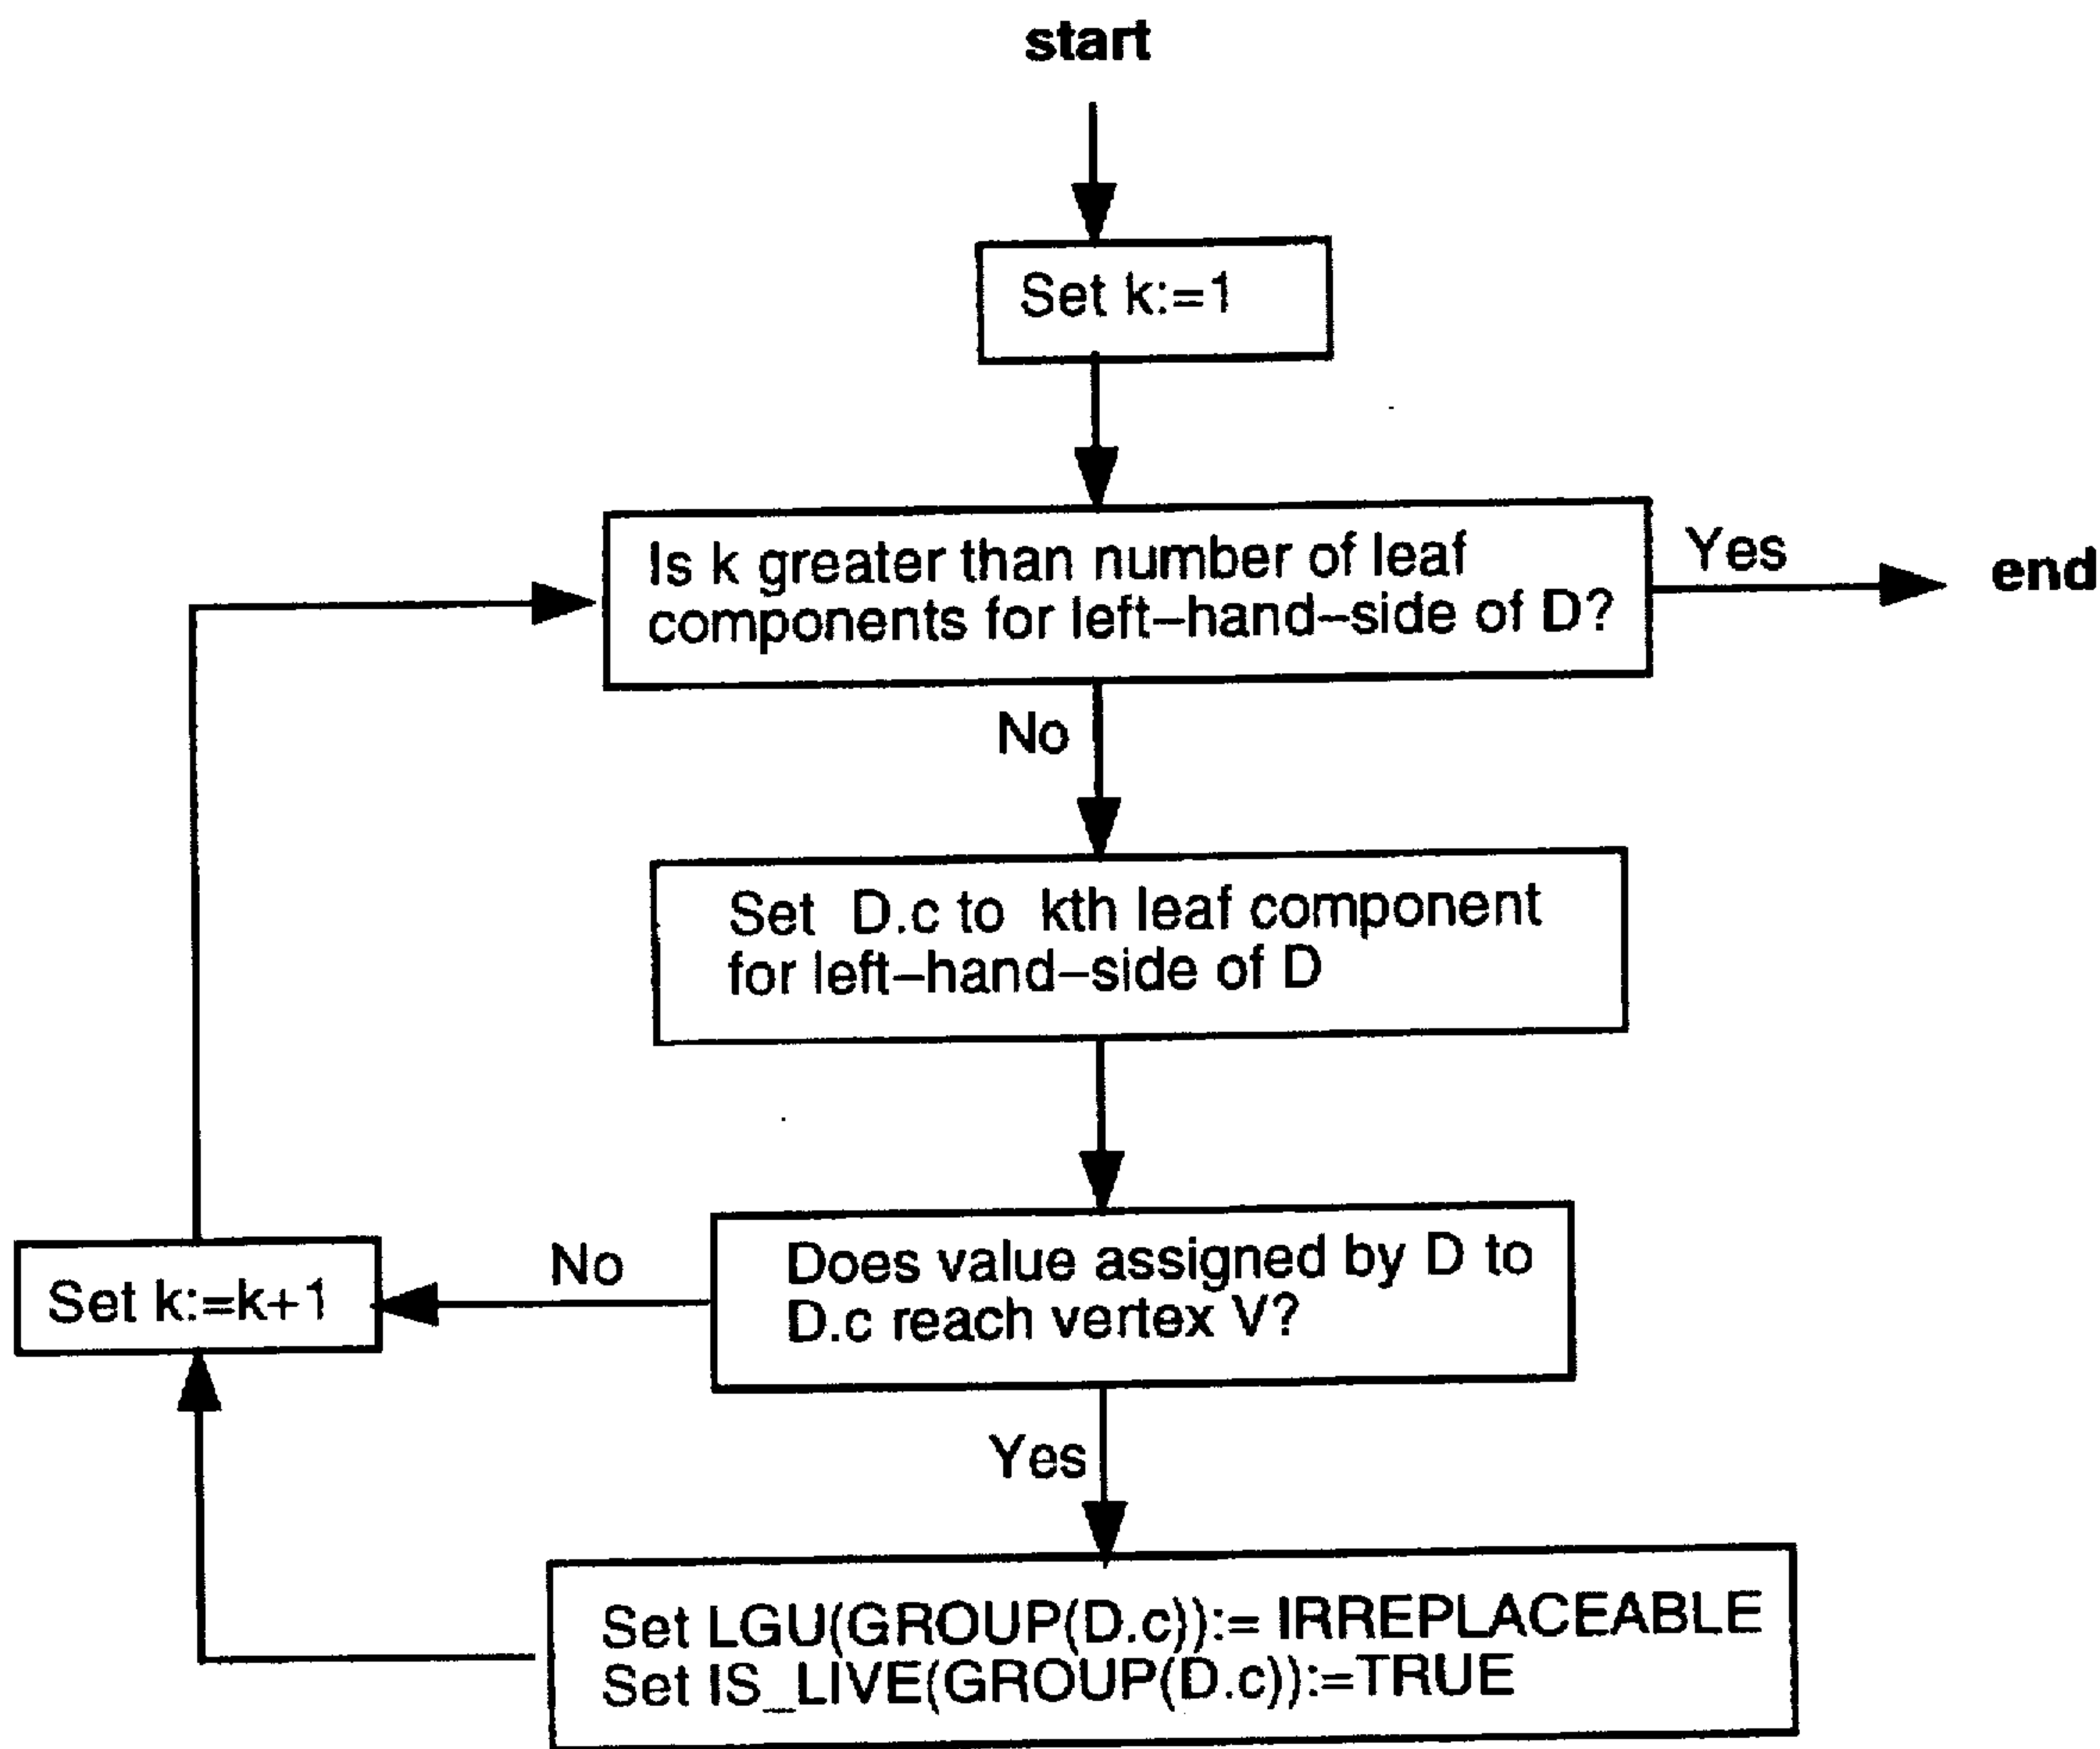 start
Set k:=1
Is k greater than number of leaf
components for left–hand–side of D?
Yes
end
No
Set D.c to kth leaf component
for left–hand–side of D
Does value assigned by D to
D.c reach vertex V?
No
Set k:=k+1
Yes
Set LGU(GROUP(D.c)):= IRREPLACEABLE
Set IS_LIVE(GROUP(D.c)):=TRUE